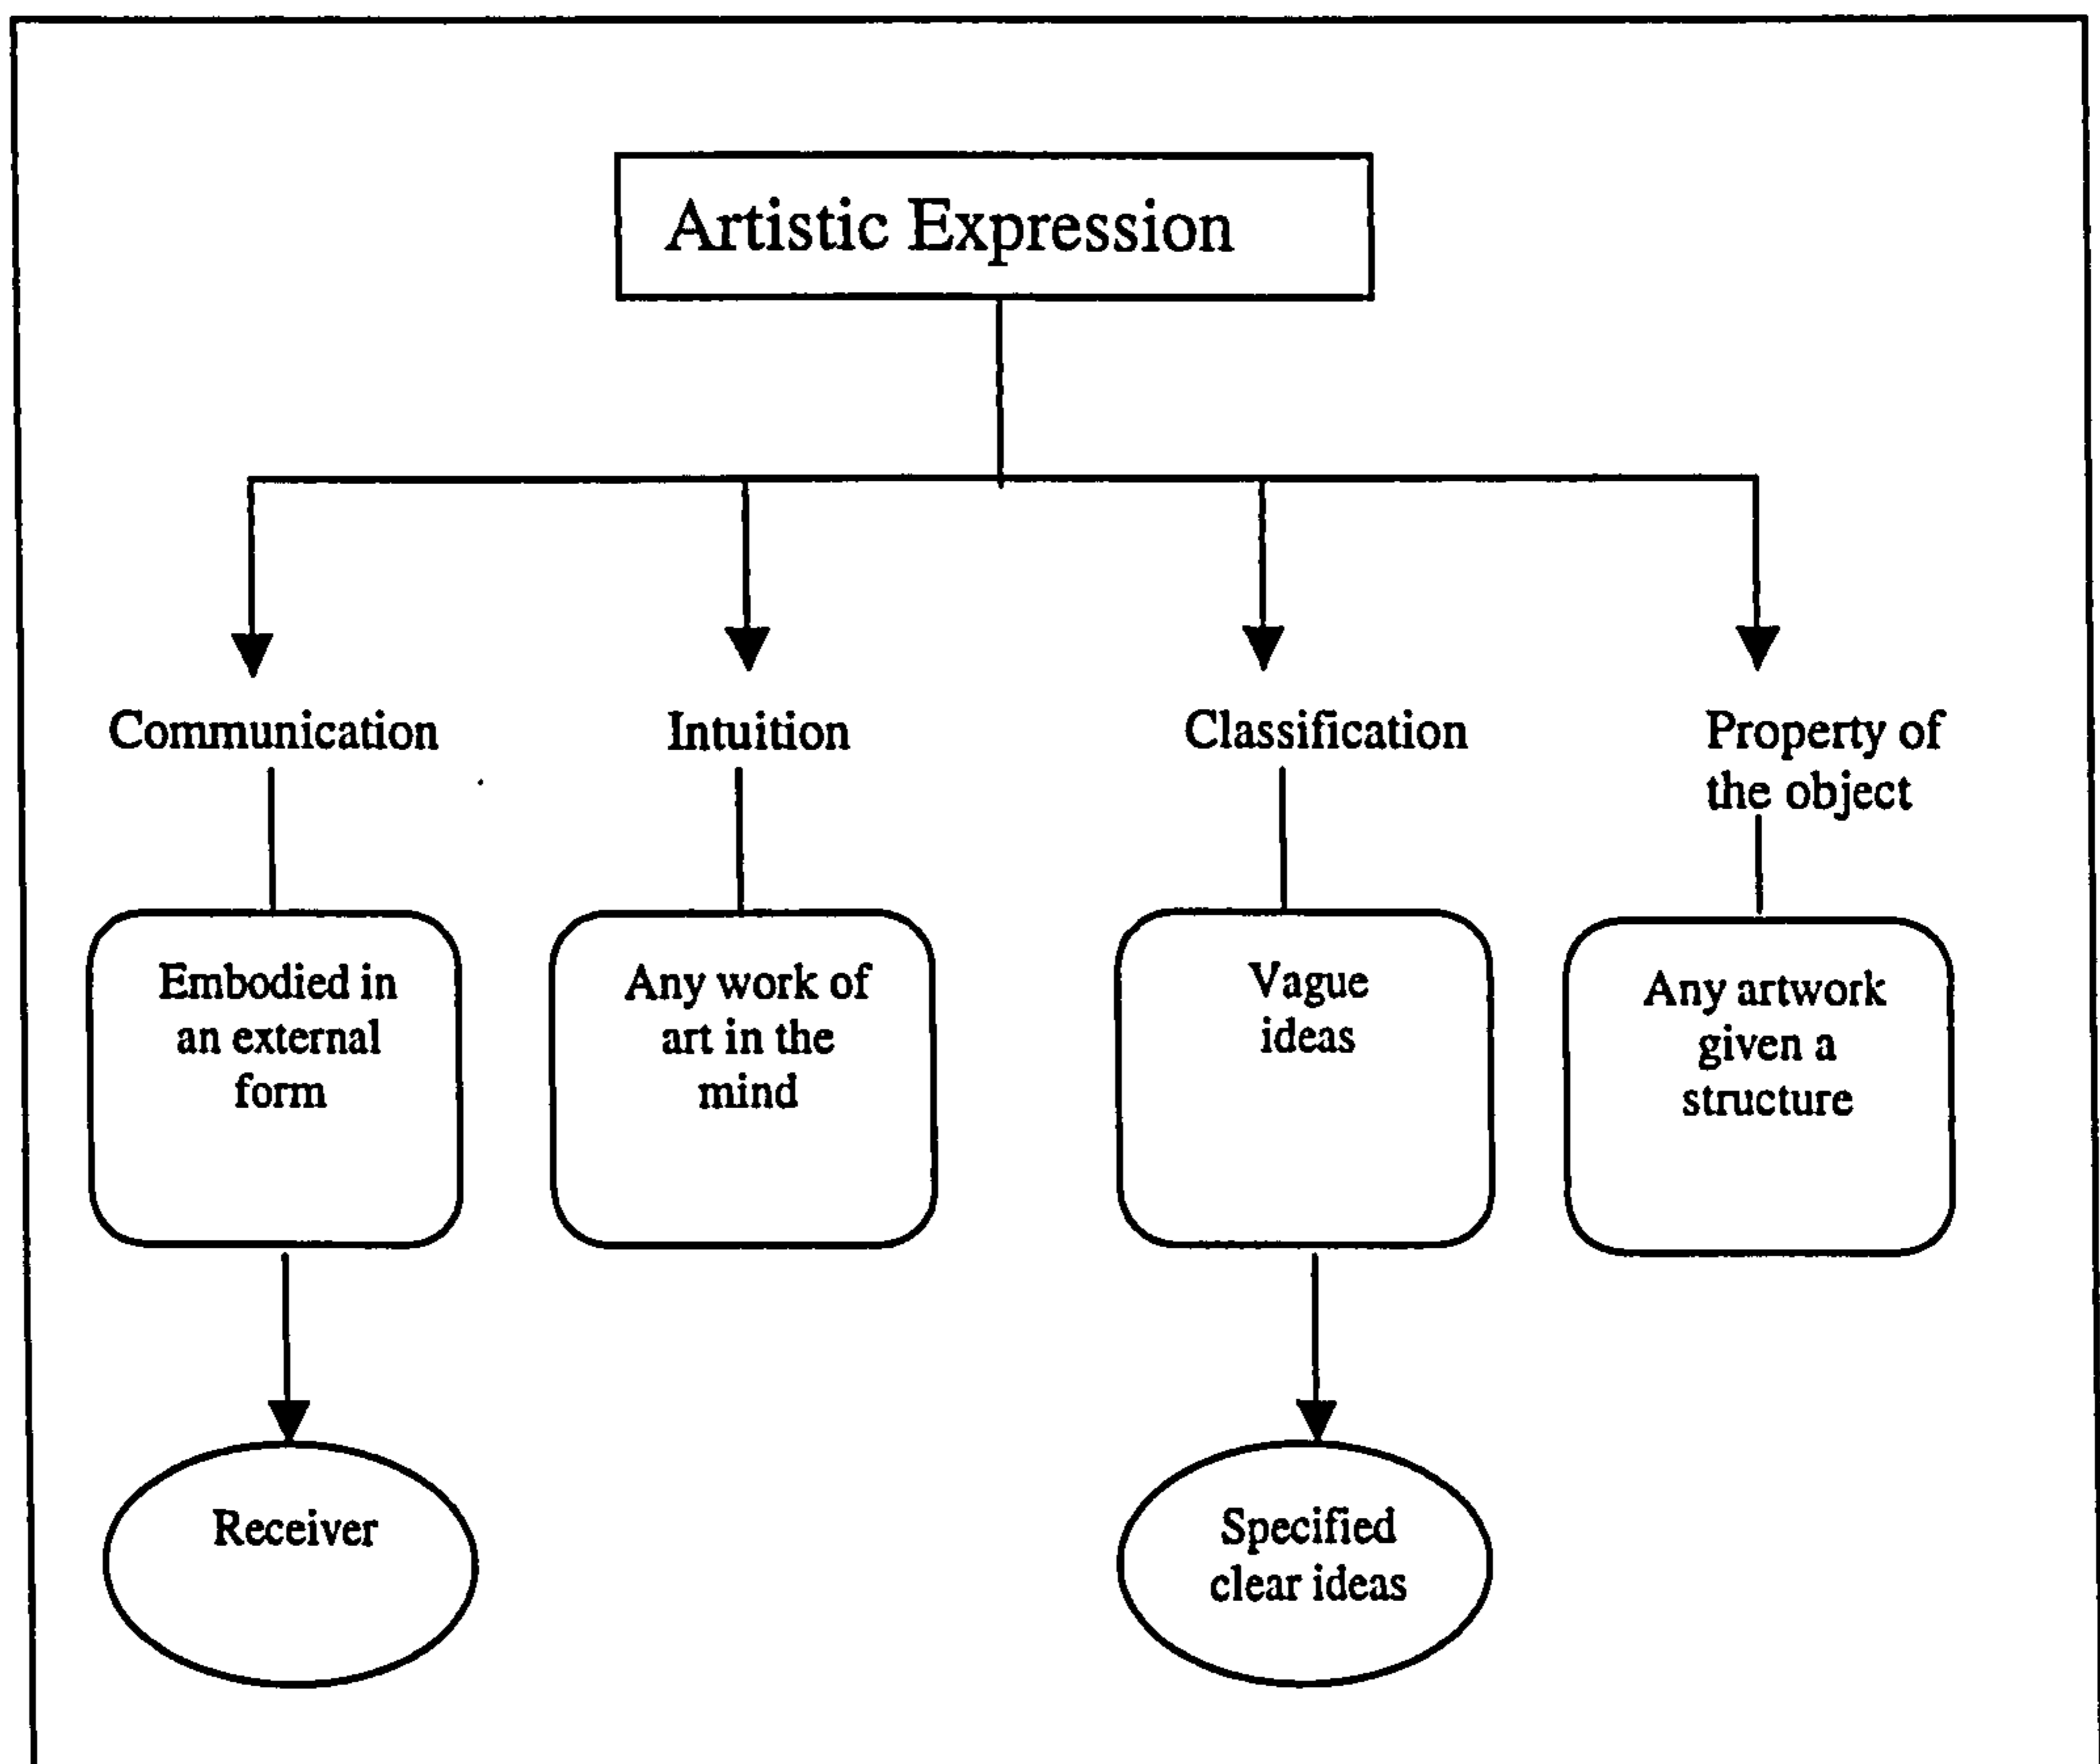 Artistic Expression
Communication
Intuition
Classification
Property of
the object
Embodied in
an external
form
Any work of
art in the
mind
Vague
ideas
Any artwork
given a
structure
Receiver
Specified
clear ideas